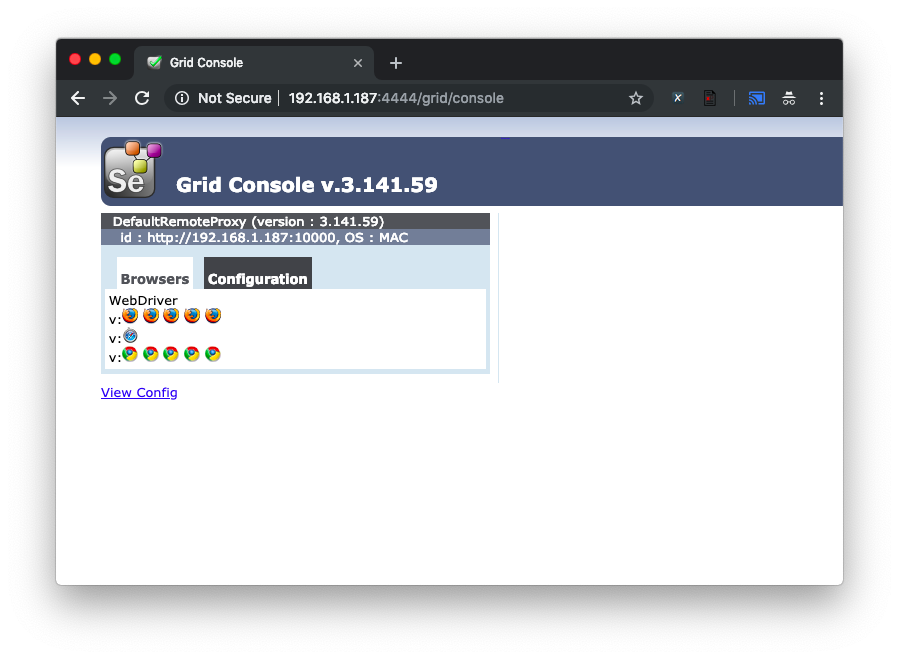 Grid Console
Not Secure | 192.168.1.187:4444/grid/console
Se
Grid Console v.3.141.59
DefaultRemoteProxy (version : 3.141.59)
id : http://192.168.1.187:10000, OS : MAC
Browsers Configuration
WebDriver
v:
v:
v:
View Config